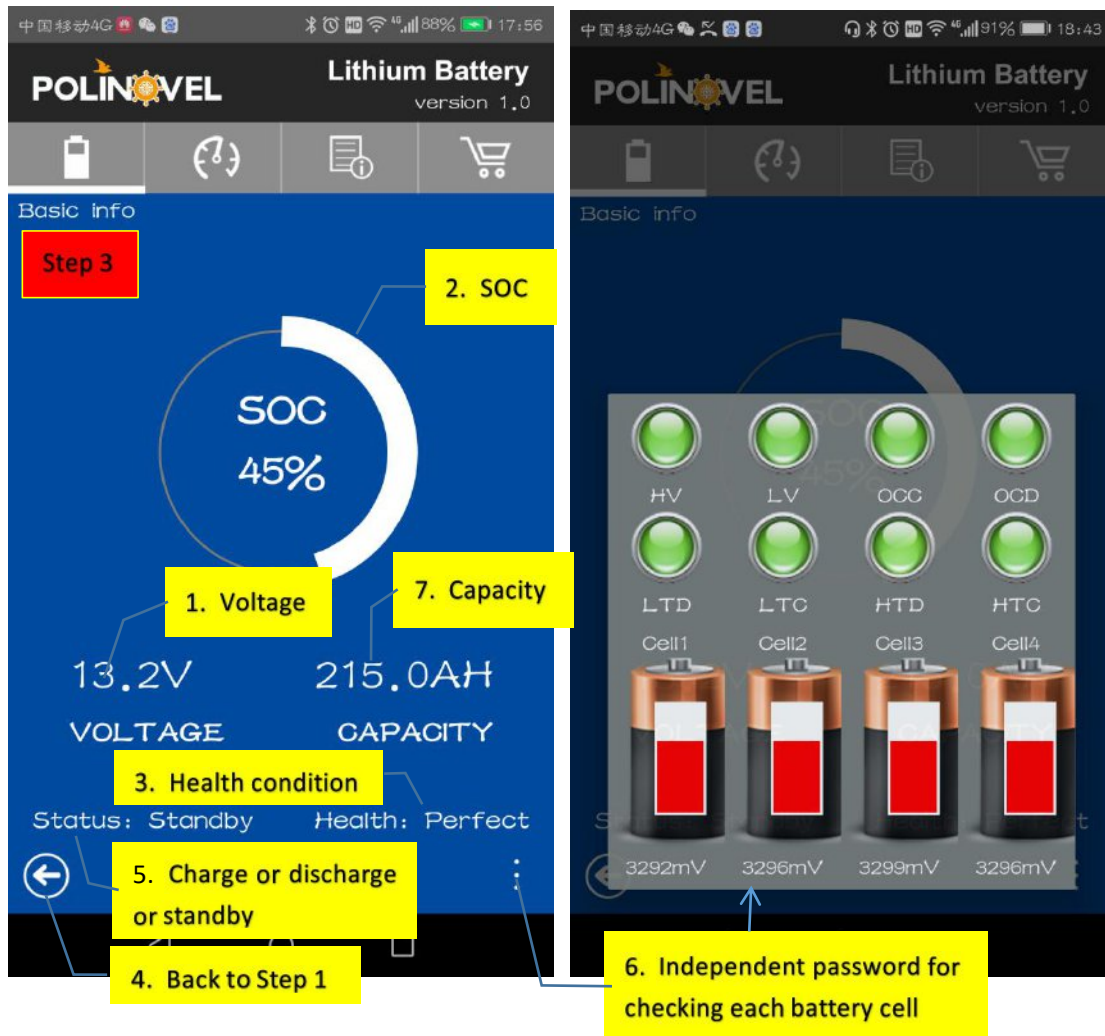 中国移动4G 88% 17:56
POLINOVEL Lithium Battery
version 1.0
Basic info
Step 3
2. SOC
SOC
45%
1. Voltage
7. Capacity
13.2V 215.0AH
VOLTAGE CAPACITY
3. Health condition
Status: Standby Health: Perfect
5. Charge or discharge
or standby
4. Back to Step 1
中国移动4G HD 46 91% 18:43
POLINOVEL Lithium Battery
version 1.0
Basic info
SOC
45%
HV LV OCC OCD
LTD LTC HTD HTC
Cell1 Cell2 Cell3 Cell4
3292mV 3296mV 3299mV 3296mV
6. Independent password for
checking each battery cell